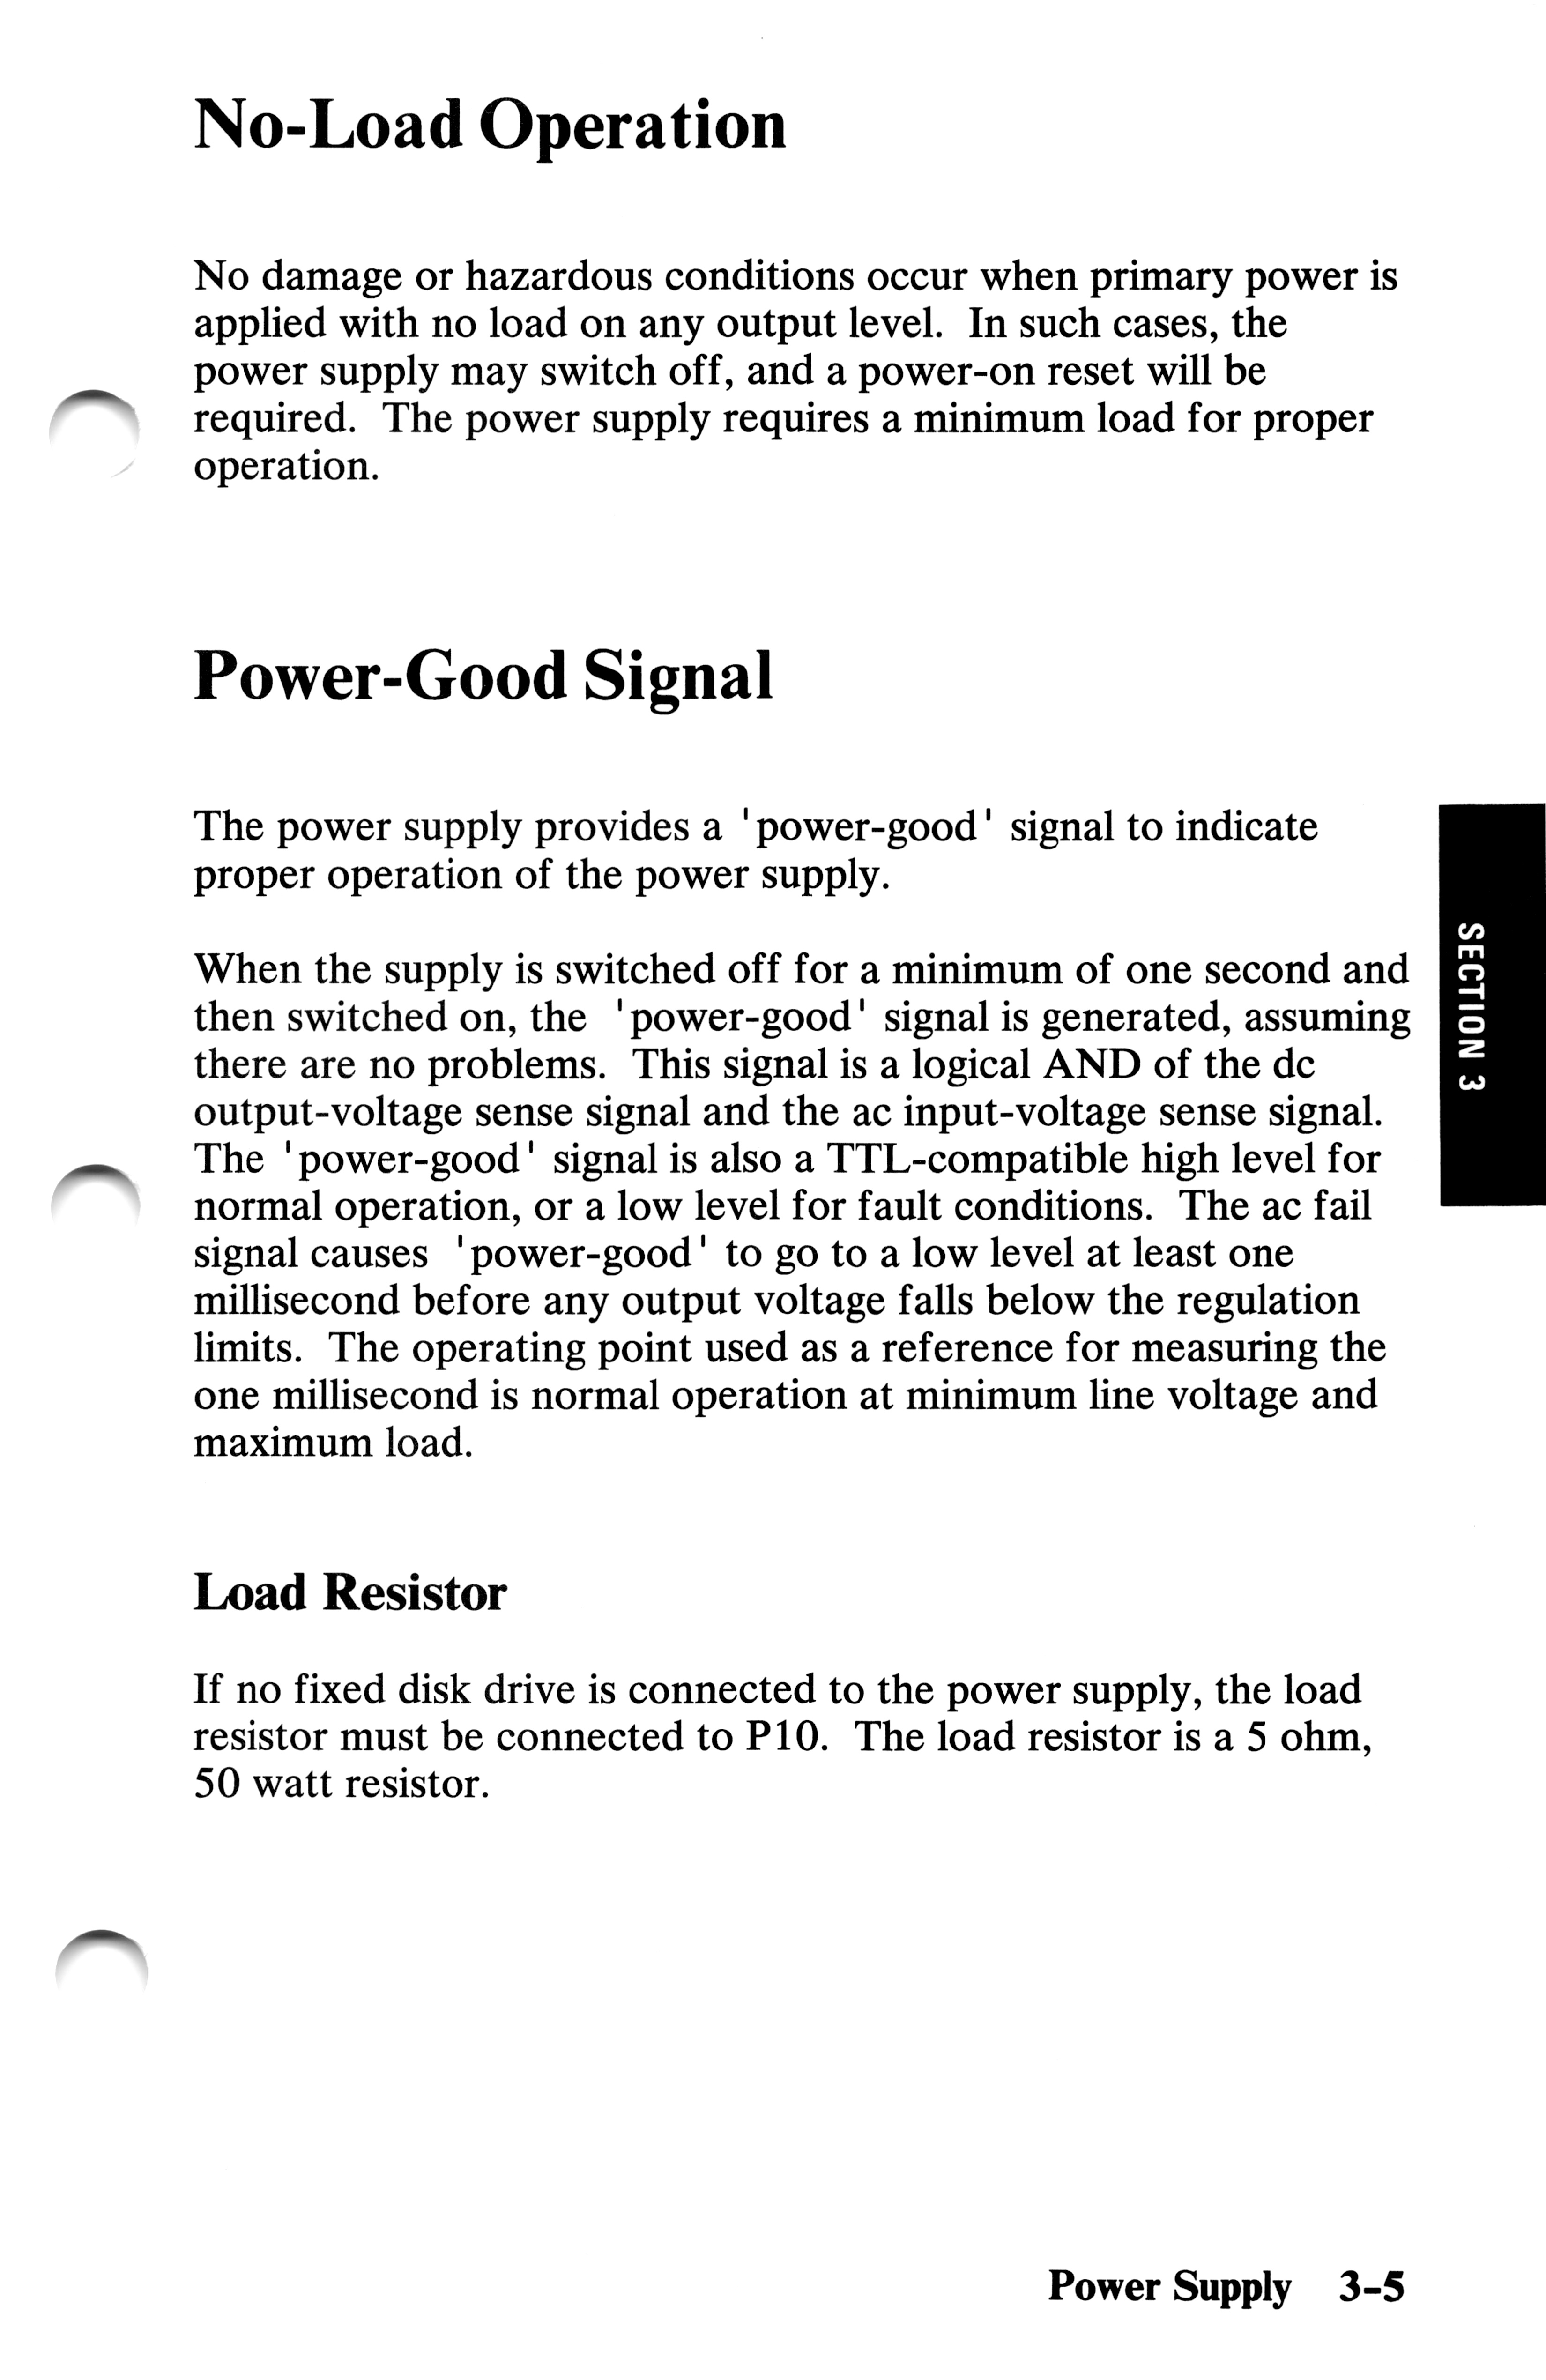 No-Load Operation
No damage or hazardous conditions occur when primary power is
applied with no load on any output level.  In such cases, the
power supply may switch off, and a power-on reset will be
required.  The power supply requires a minimum load for proper
operation.
Power-Good Signal
The power supply provides a 'power-good' signal to indicate
proper operation of the power supply.
When the supply is switched off for a minimum of one second and
then switched on, the 'power-good' signal is generated, assuming
there are no problems.  This signal is a logical AND of the dc
output-voltage sense signal and the ac input-voltage sense signal.
The 'power-good' signal is also a TTL-compatible high level for
normal operation, or a low level for fault conditions.  The ac fail
signal causes 'power-good' to go to a low level at least one
millisecond before any output voltage falls below the regulation
limits.  The operating point used as a reference for measuring the
one millisecond is normal operation at minimum line voltage and
maximum load.
SECTION 3
Load Resistor
If no fixed disk drive is connected to the power supply, the load
resistor must be connected to P10.  The load resistor is a 5 ohm,
50 watt resistor.
Power Supply 3-5